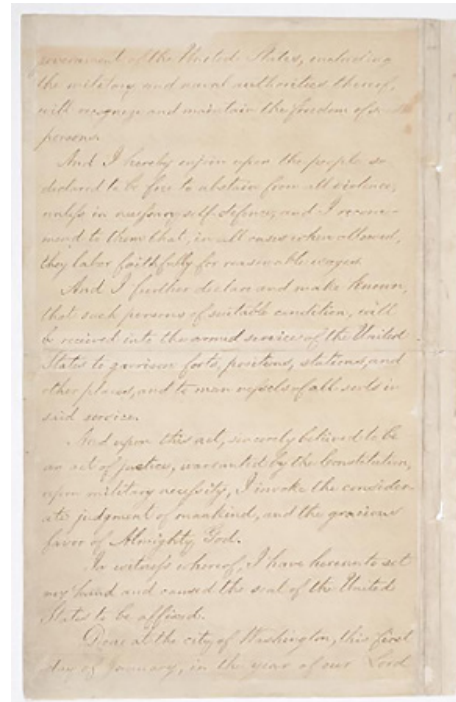 government of the United States, including
the military and naval authorities thereof,
will recognize and maintain the freedom of said
persons.
And I hereby enjoin upon the people so
declared to be free to abstain from all violence,
unless in necessary self-defence; and I recom-
mend to them that, in all cases when allowed,
they labor faithfully for reasonable wages.
And I further declare and make known,
that such persons of suitable condition, will
be received into the armed service of the United
States to garrison forts, positions, stations, and
other places, and to man vessels of all sorts in
said service.
And upon this act, sincerely believed to be
an act of justice, warranted by the Constitution,
upon military necessity, I invoke the consider-
ate judgment of mankind, and the gracious
favor of Almighty God.
In witness whereof, I have hereunto set
my hand and caused the seal of the United
States to be affixed.
Done at the city of Washington, this first
day of January, in the year of our Lord